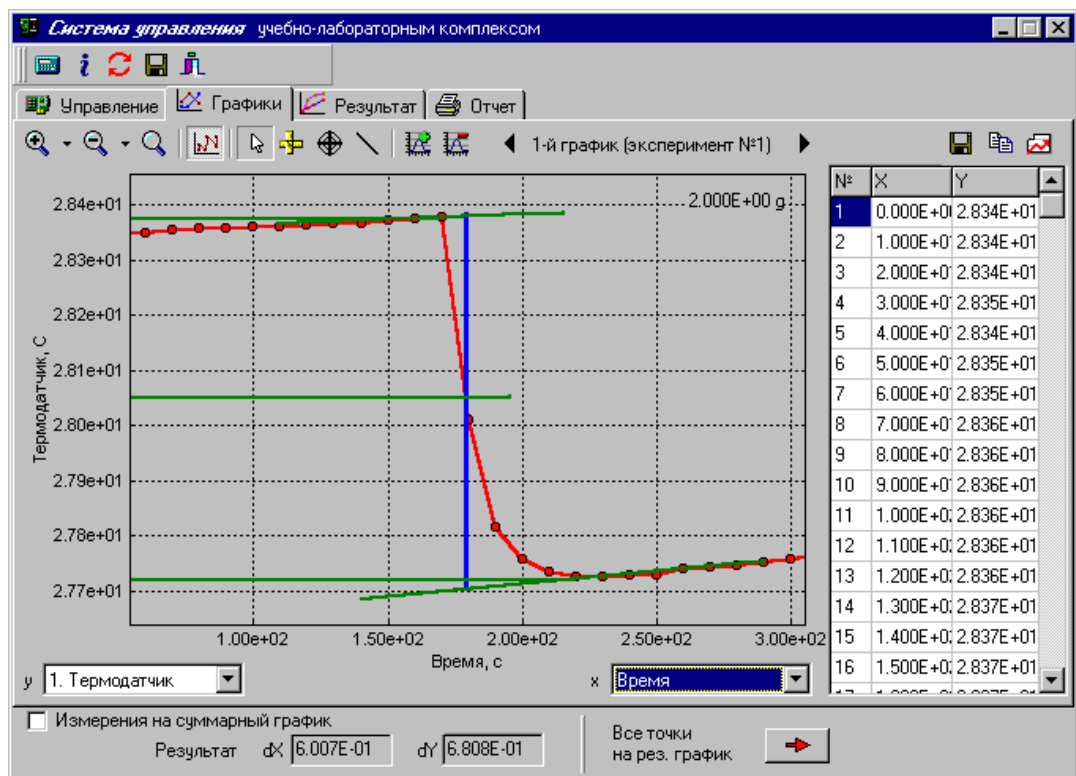 Система управления учебно-лабораторным комплексом
Управление Графики Результат Отчет
1-й график (эксперимент №1)
2.000E+00 g
Термодатчик, С
2.84e+01
2.83e+01
2.82e+01
2.81e+01
2.80e+01
2.79e+01
2.78e+01
2.77e+01
1.00e+02 1.50e+02 2.00e+02 2.50e+02 3.00e+02
Время, с
№ X Y
1 0.000E+0 2.834E+01
2 1.000E+0 2.834E+01
3 2.000E+0 2.834E+01
4 3.000E+0 2.835E+01
5 4.000E+0 2.834E+01
6 5.000E+0 2.835E+01
7 6.000E+0 2.835E+01
8 7.000E+0 2.836E+01
9 8.000E+0 2.836E+01
10 9.000E+0 2.836E+01
11 1.000E+0 2.836E+01
12 1.100E+0 2.836E+01
13 1.200E+0 2.836E+01
14 1.300E+0 2.837E+01
15 1.400E+0 2.837E+01
16 1.500E+0 2.837E+01
y 1. Термодатчик x Время
Измерения на суммарный график
Результат dX 6.007E-01 dY 6.808E-01
Все точки
на рез. график